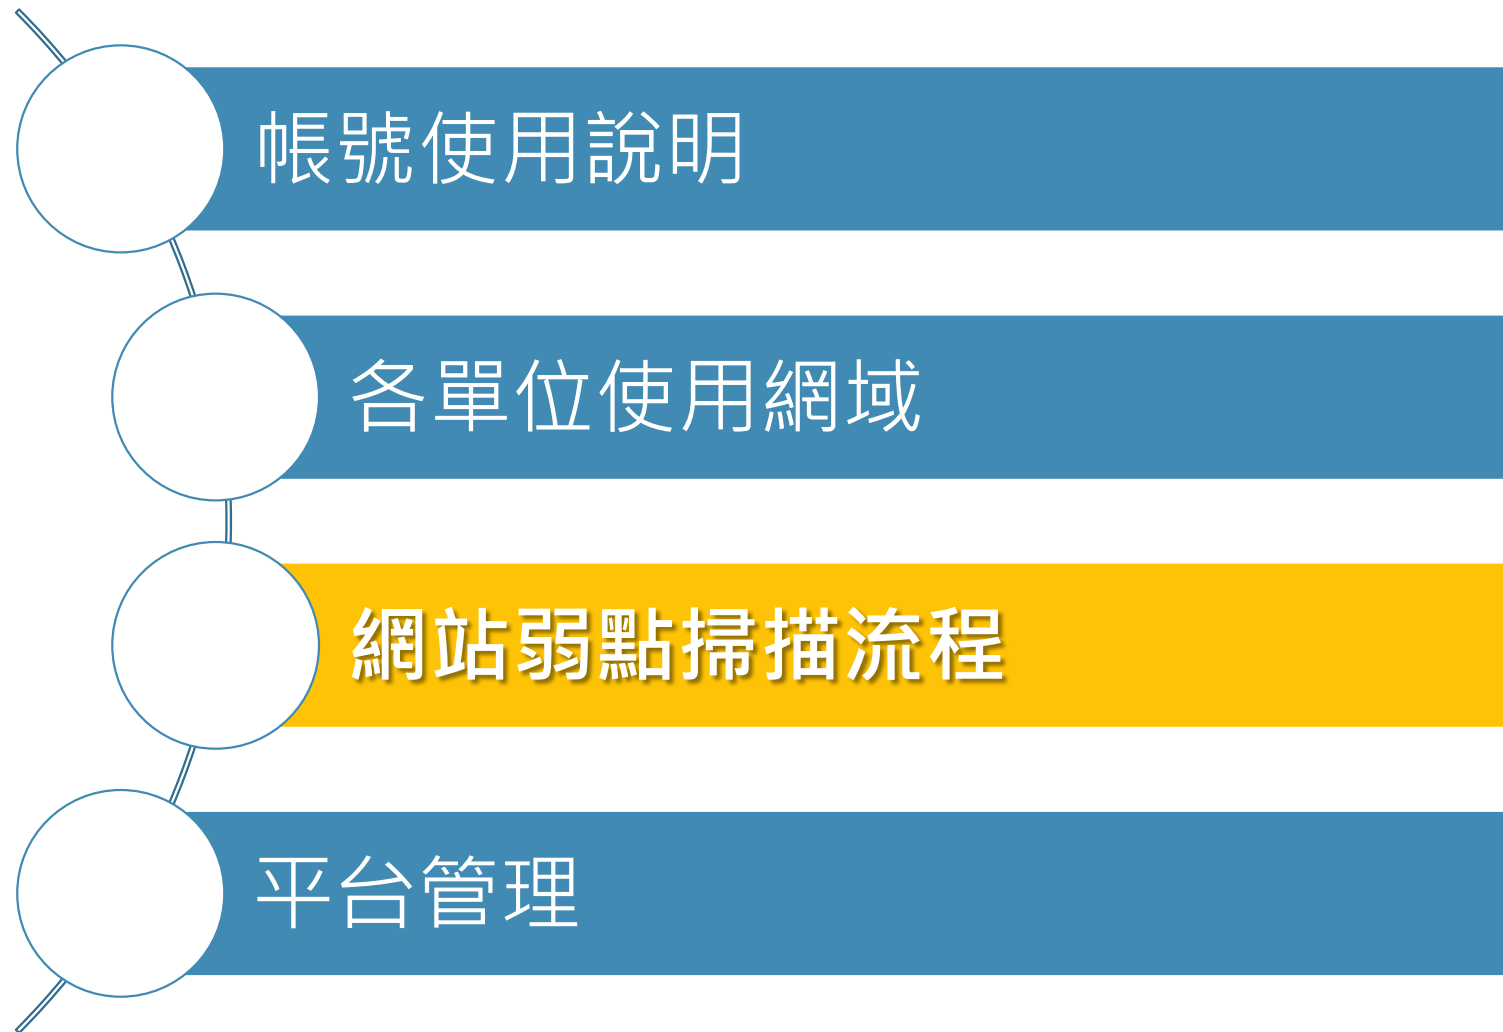 帳號使用說明
各單位使用網域
網站弱點掃描流程
平台管理